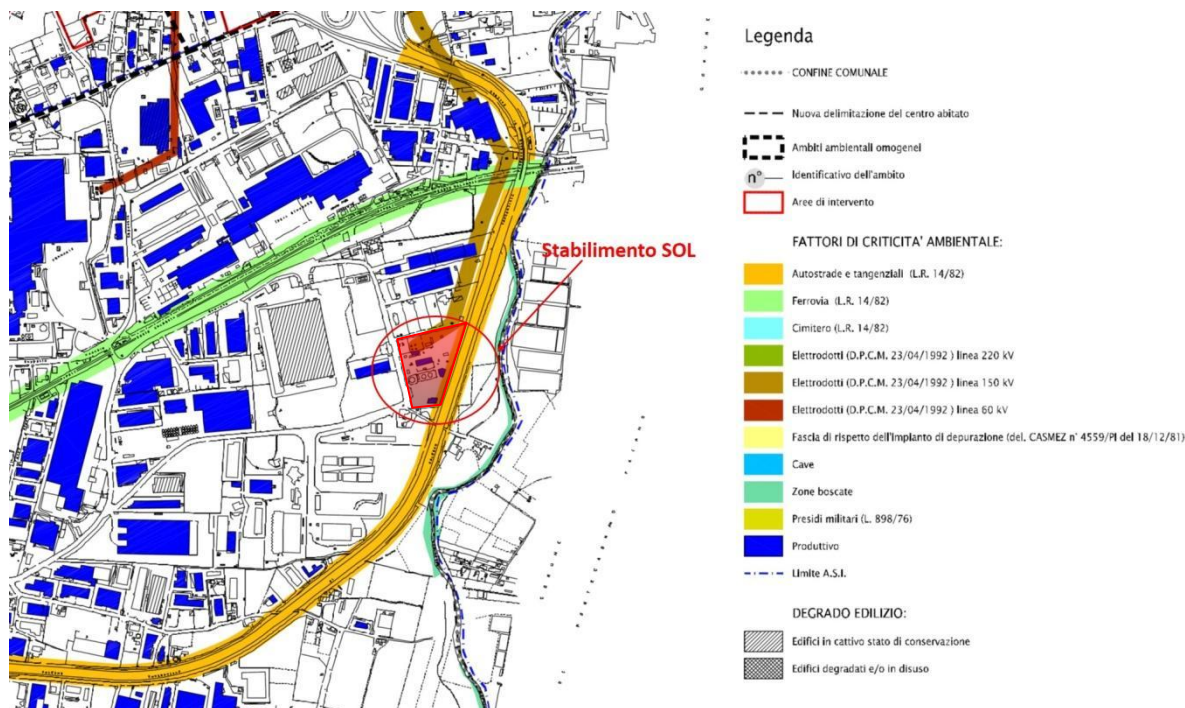 Legenda
CONFINE COMUNALE
Nuova delimitazione del centro abitato
Ambiti ambientali omogenei
n° Identificativo dell'ambito
Aree di intervento
FATTORI DI CRITICITA' AMBIENTALE:
Autostrade e tangenziali (L.R. 14/82)
Ferrovia (L.R. 14/82)
Cimitero (L.R. 14/82)
Elettrodotti (D.P.C.M. 23/04/1992 ) linea 220 kV
Elettrodotti (D.P.C.M. 23/04/1992 ) linea 150 kV
Elettrodotti (D.P.C.M. 23/04/1992 ) linea 60 kV
Fascia di rispetto dell'impianto di depurazione (del. CASMEZ n° 4559/PI del 18/12/81)
Cave
Zone boscate
Presidi militari (L. 898/76)
Produttivo
Limite A.S.I.
DEGRADO EDILIZIO:
Edifici in cattivo stato di conservazione
Edifici degradati e/o in disuso
Stabilimento SOL